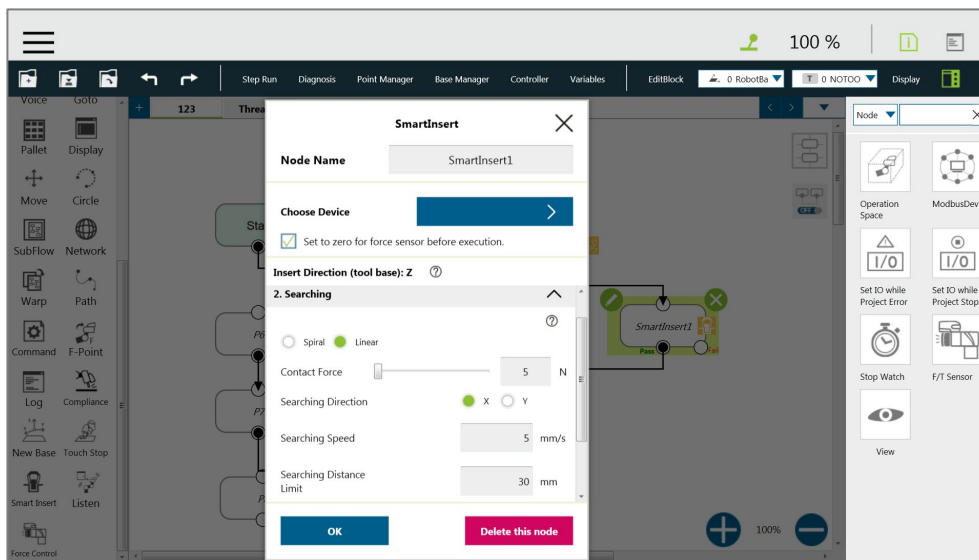 100 %
Step Run Diagnosis Point Manager Base Manager Controller Variables EditBlock 0 RobotBa T 0 NOTOO Display
Voice Goto
Pallet Display
Move Circle
SubFlow Network
Warp Path
Command F-Point
Log Compliance
New Base Touch Stop
Smart Insert Listen
Force Control
123 Threa
Sta
P6
P7
P
SmartInsert
Node Name SmartInsert1
Choose Device
Set to zero for force sensor before execution.
Insert Direction (tool base): Z
2. Searching
Spiral Linear
Contact Force 5 N
Searching Direction X Y
Searching Speed 5 mm/s
Searching Distance
Limit 30 mm
OK Delete this node
SmartInsert1
Pass Fail
OFF
100%
Node
Operation
Space
ModbusDev
I/O I/O
Set IO while
Project Error
Set IO while
Project Stop
Stop Watch F/T Sensor
View